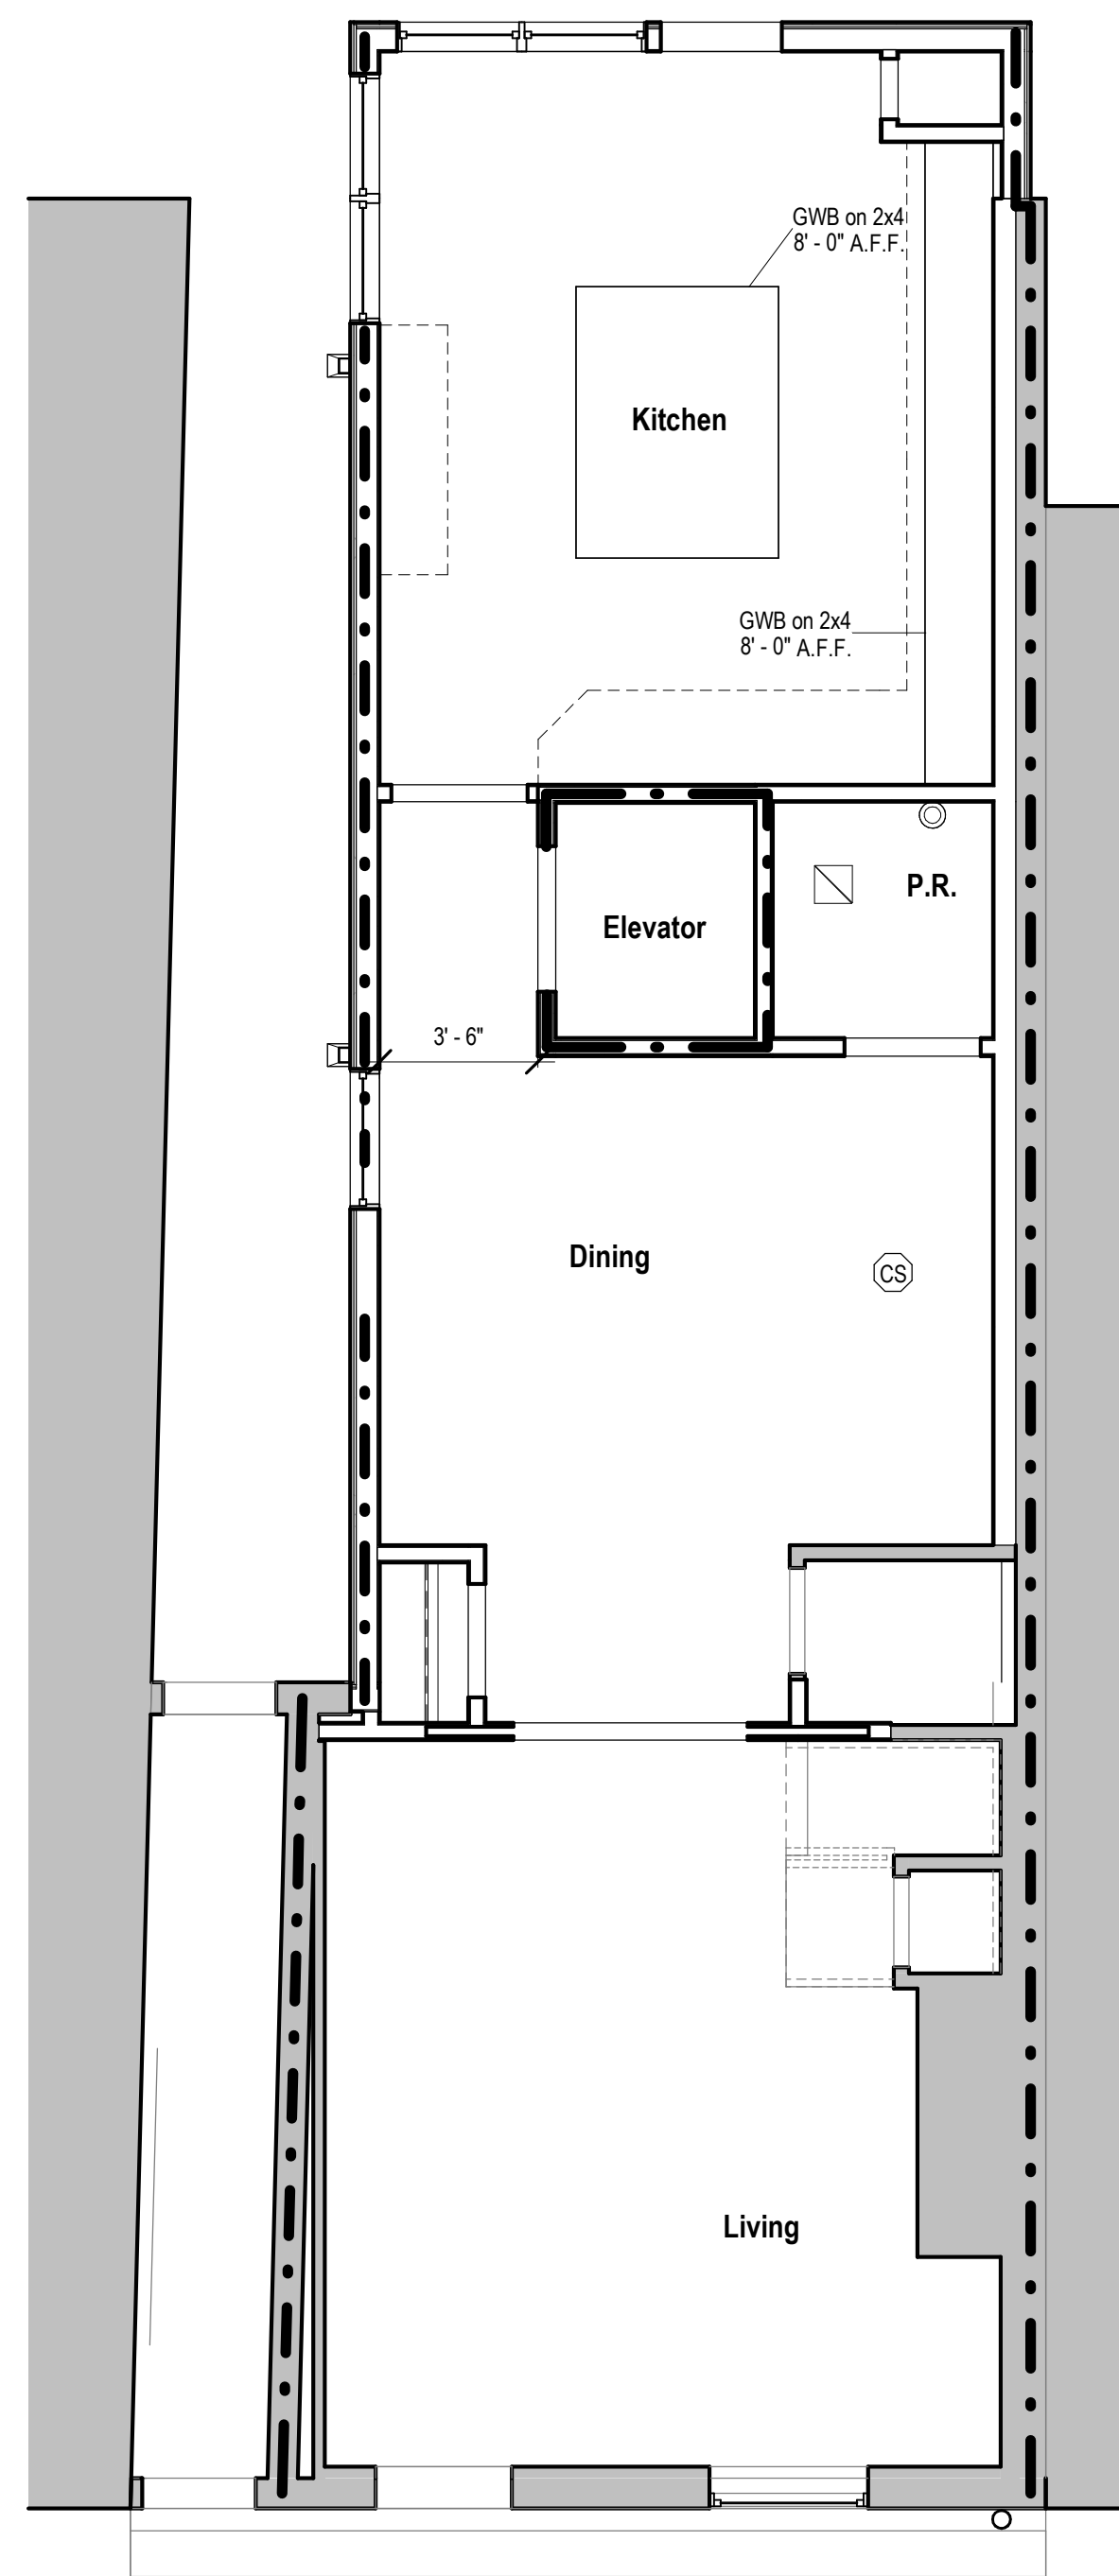 GWB on 2x4
8' - 0" A.F.F.
Kitchen
GWB on 2x4
8' - 0" A.F.F.
P.R.
Elevator
3' - 6"
Dining
CS
Living